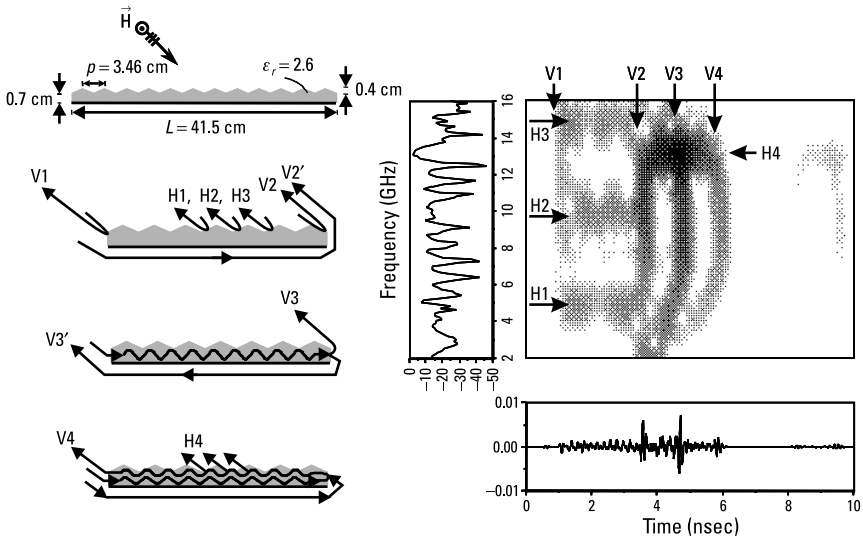 H
p = 3.46 cm
εr = 2.6
0.7 cm
0.4 cm
L = 41.5 cm
V1
H1, H2, H3
V2
V2′
V3
V3′
V4
H4
Frequency (GHz)
16
14
12
10
8
6
4
2
0
−10
−20
−30
−40
−50
V1
V2
V3
V4
H3
H4
H2
H1
0.01
0.00
−0.01
0 2 4 6 8 10
Time (nsec)